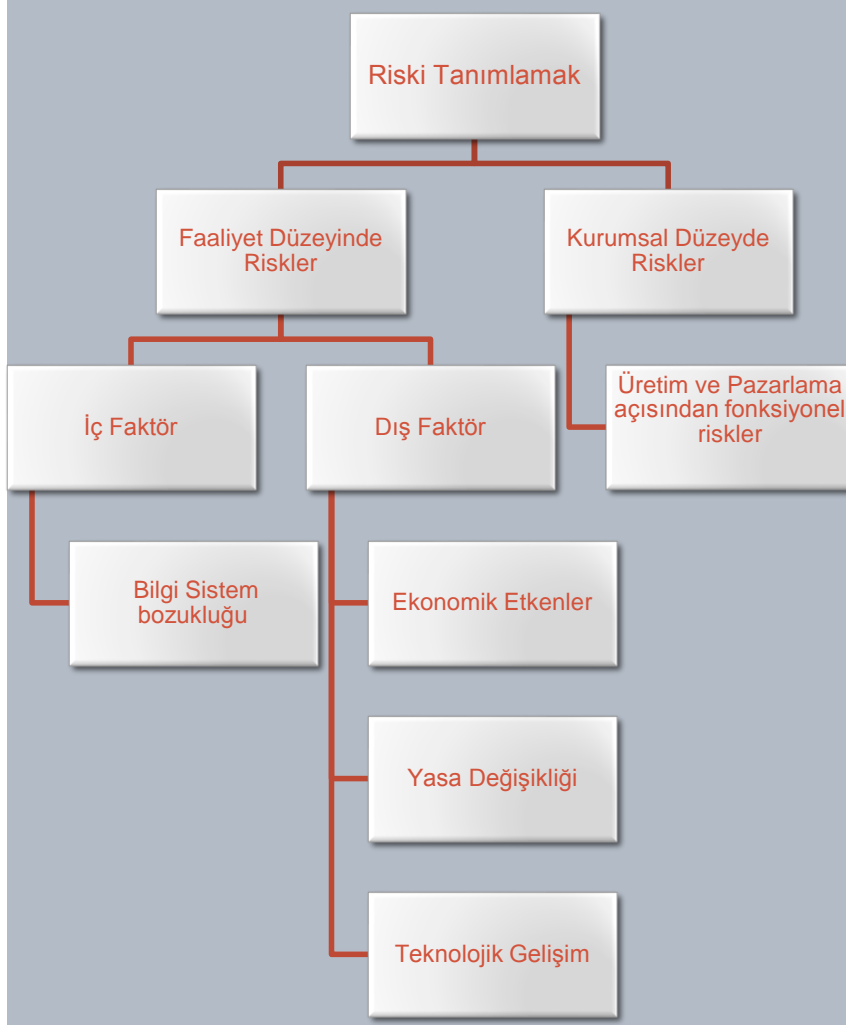 Riski Tanımlamak
Faaliyet Düzeyinde
Riskler
Kurumsal Düzeyde
Riskler
İç Faktör
Dış Faktör
Üretim ve Pazarlama
açısından fonksiyonel
riskler
Bilgi Sistem
bozukluğu
Ekonomik Etkenler
Yasa Değişikliği
Teknolojik Gelişim